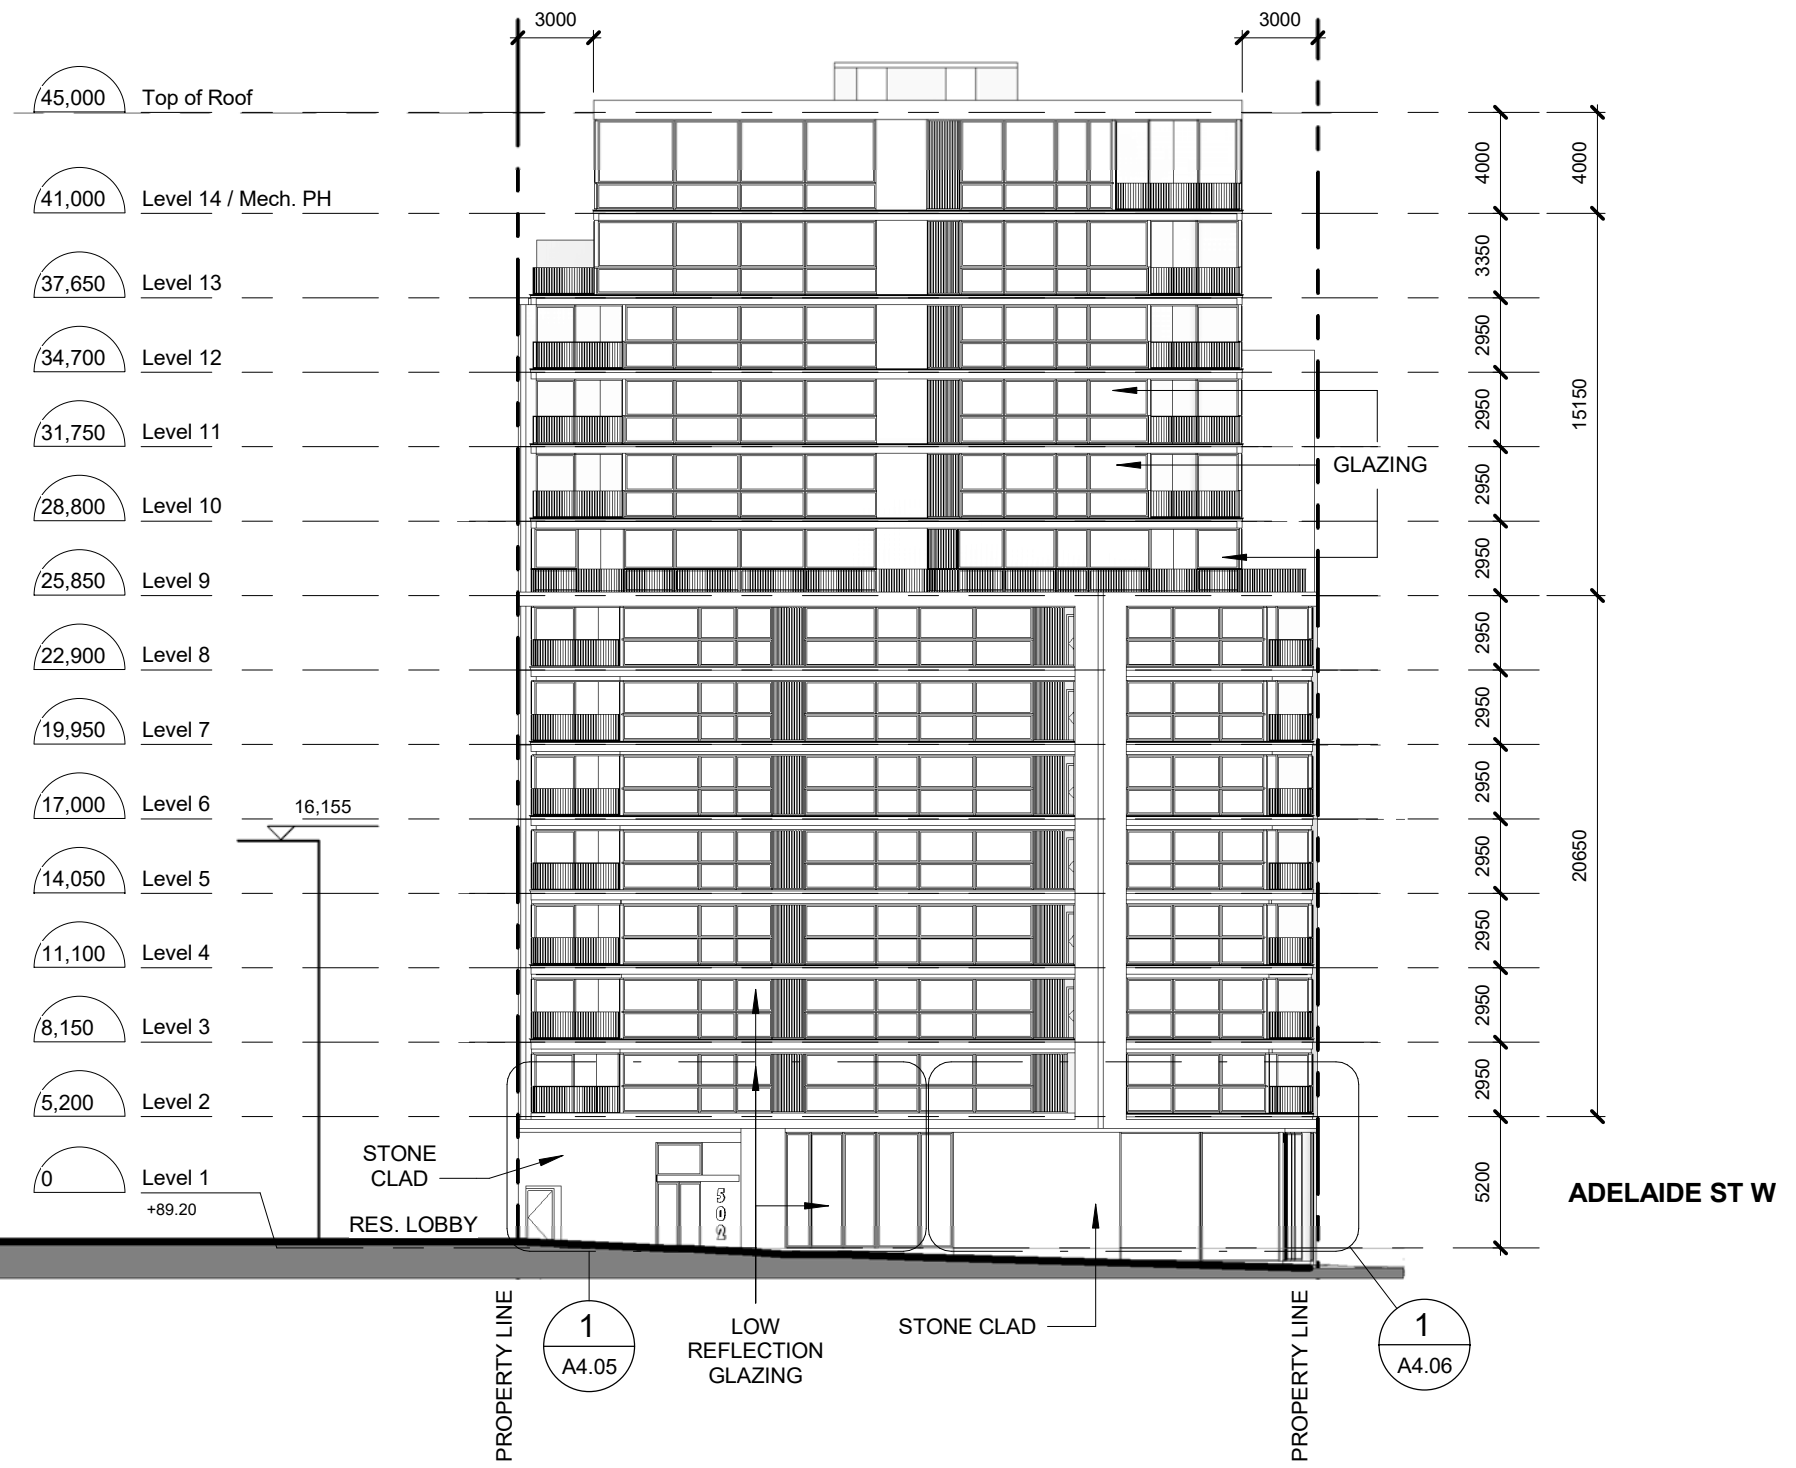 3000
3000
45,000 Top of Roof
41,000 Level 14 / Mech. PH
37,650 Level 13
34,700 Level 12
31,750 Level 11
28,800 Level 10
25,850 Level 9
22,900 Level 8
19,950 Level 7
17,000 Level 6
16,155
14,050 Level 5
11,100 Level 4
8,150 Level 3
5,200 Level 2
0 Level 1
+89.20
STONE
CLAD
RES. LOBBY
502
GLAZING
4000
3350
2950
2950
2950
2950
2950
2950
2950
2950
2950
2950
2950
5200
4000
15150
20650
ADELAIDE ST W
PROPERTY LINE
1
A4.05
LOW
REFLECTION
GLAZING
STONE CLAD
PROPERTY LINE
1
A4.06